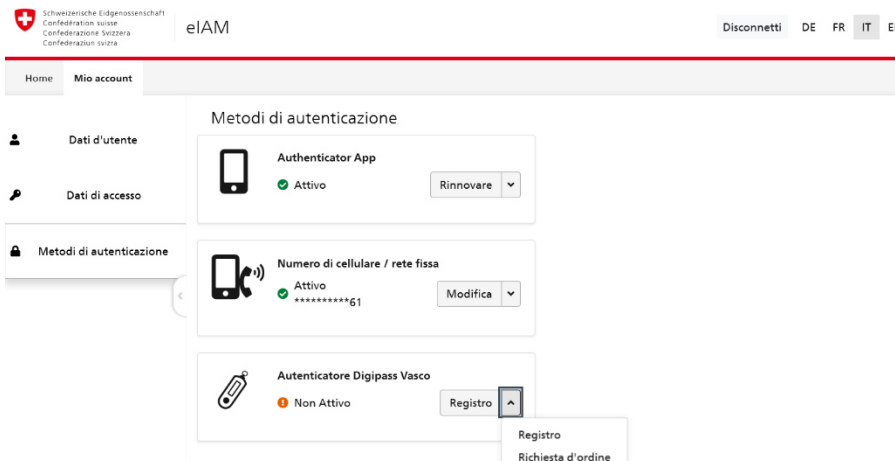 Schweizerische Eidgenossenschaft
Confédération suisse
Confederazione Svizzera
Confederaziun svizra
eIAM
Disconnetti DE FR IT
Home Mio account
Metodi di autenticazione
Dati d'utente
Dati di accesso
Metodi di autenticazione
Authenticator App
Attivo
Rinnovare
Numero di cellulare / rete fissa
Attivo
**********61
Modifica
Autenticatore Digipass Vasco
Non Attivo
Registro
Registro
Richiesta d'ordine